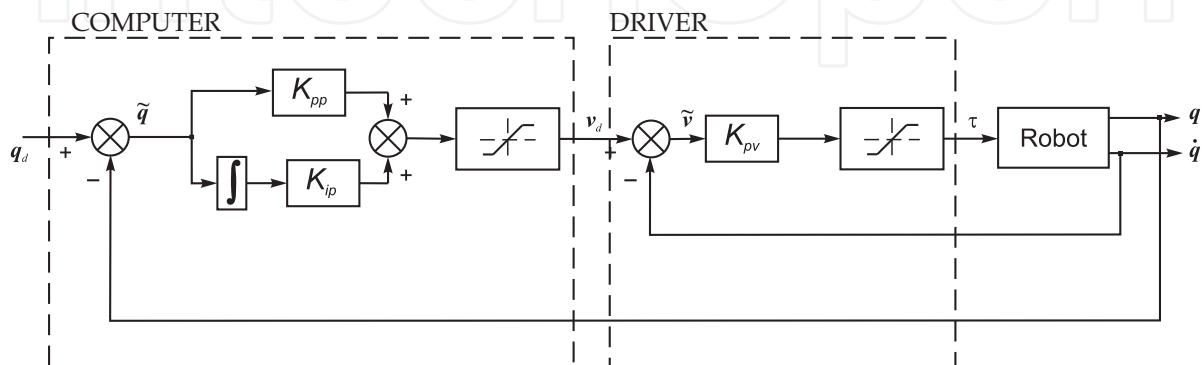 COMPUTER
DRIVER
q_d
+
−
q̃
K_pp
∫
K_ip
+
+
v_d
+
−
ṽ
K_pv
τ
Robot
q
q̇